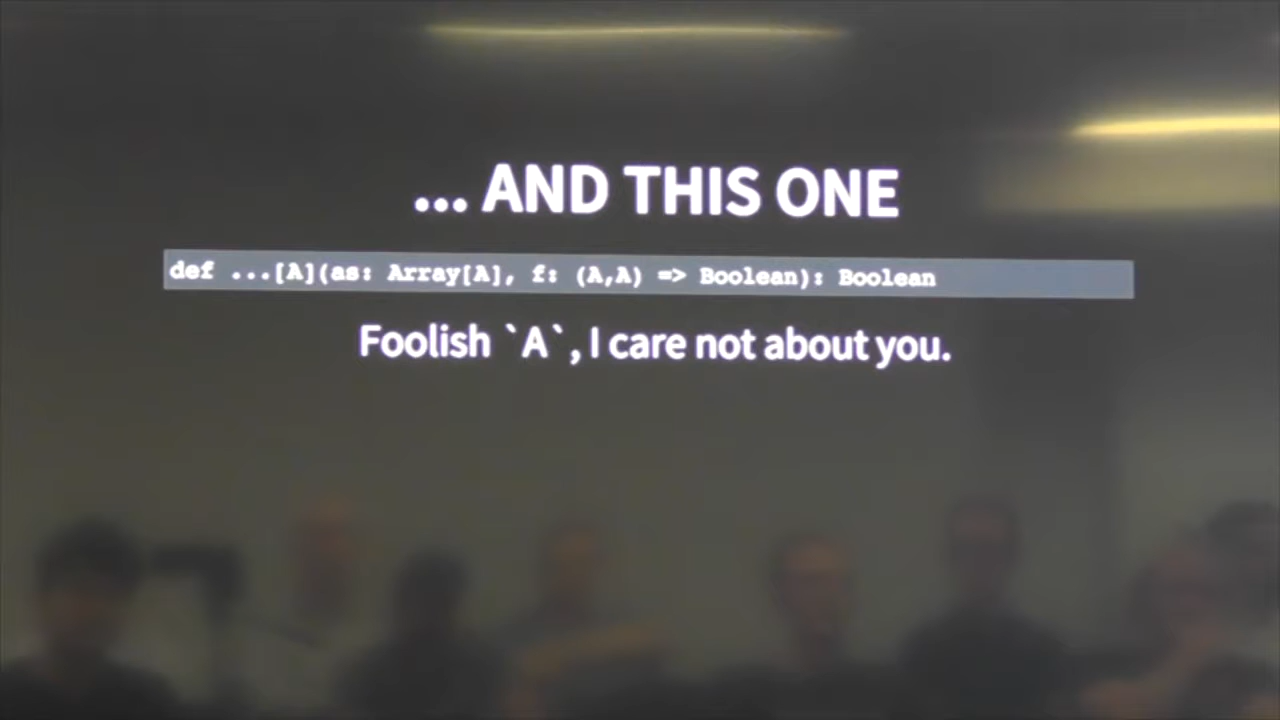 ... AND THIS ONE
def ...[A](as: Array[A], f: (A,A) => Boolean): Boolean
Foolish `A`, I care not about you.